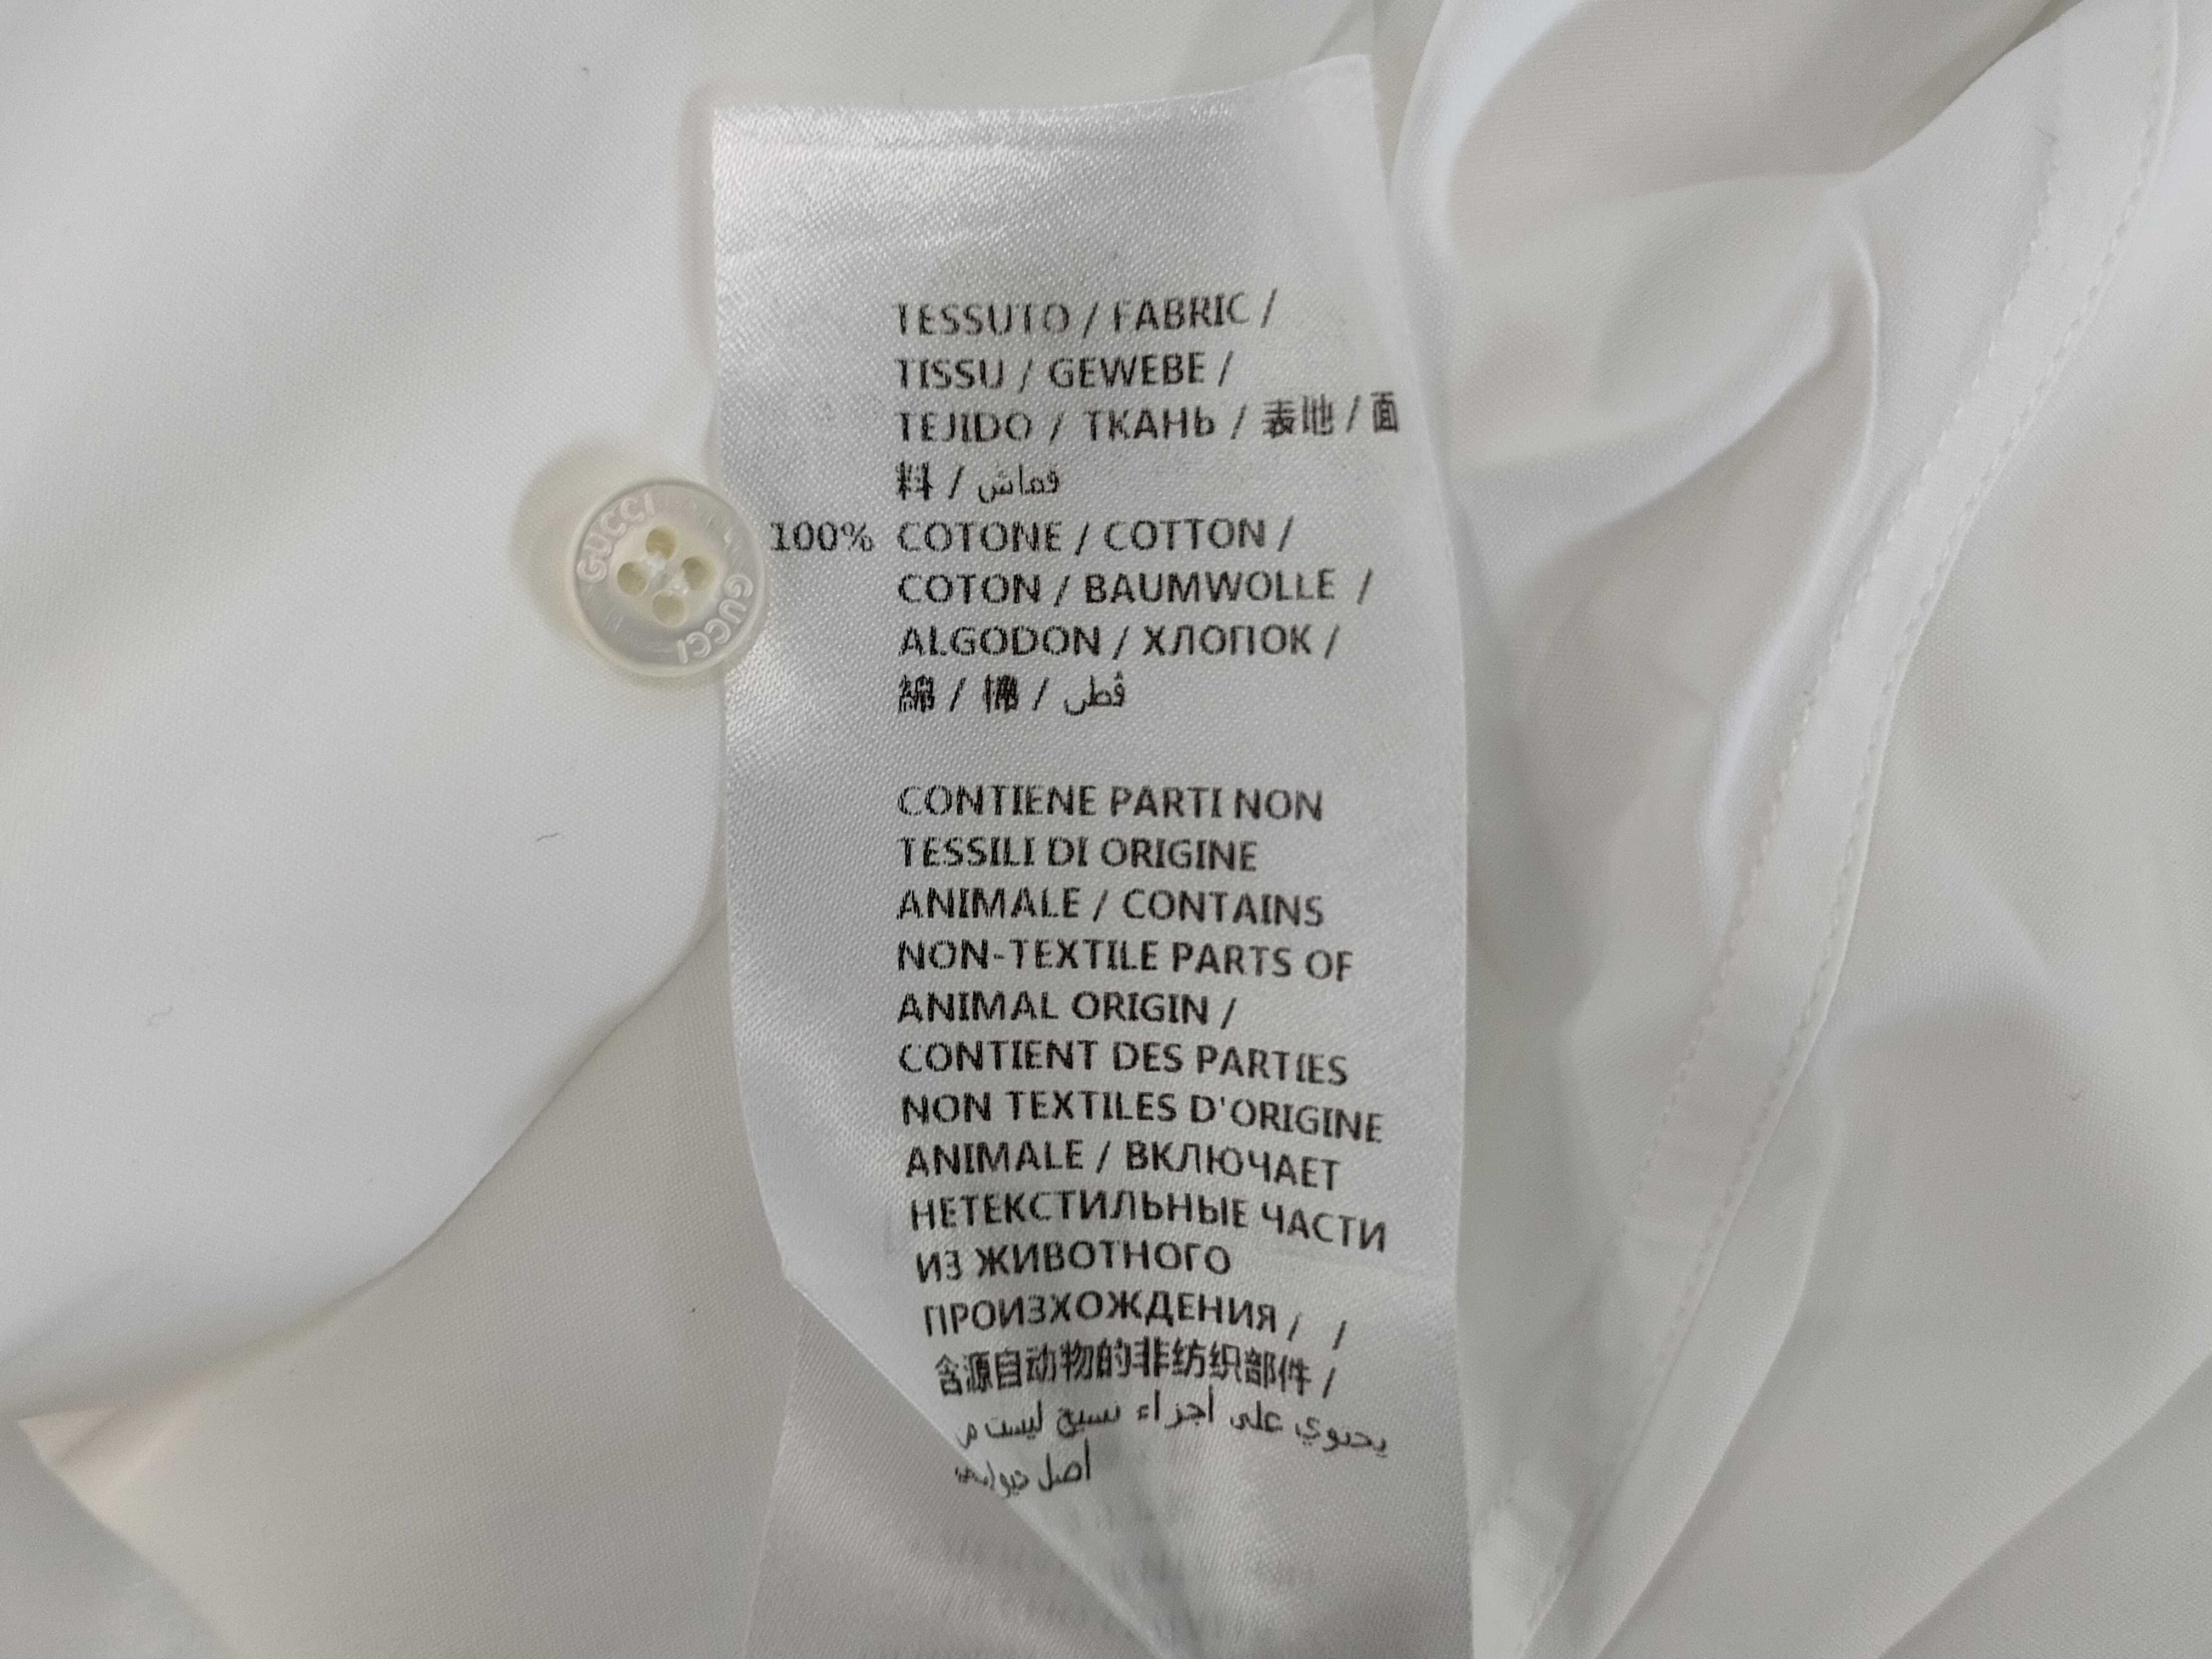 TESSUTO / FABRIC /
TISSU / GEWEBE /
TEJIDO / ТКАНЬ / 表地 / 面
料 / قماش
100% COTONE / COTTON /
COTON / BAUMWOLLE /
ALGODON / ХЛОПОК /
綿 / 棉 / قطن
CONTIENE PARTI NON
TESSILI DI ORIGINE
ANIMALE / CONTAINS
NON-TEXTILE PARTS OF
ANIMAL ORIGIN /
CONTIENT DES PARTIES
NON TEXTILES D'ORIGINE
ANIMALE / ВКЛЮЧАЕТ
НЕТЕКСТИЛЬНЫЕ ЧАСТИ
ИЗ ЖИВОТНОГО
ПРОИЗХОЖДЕНИЯ / /
含源自动物的非纺织部件 /
يحتوي على أجزاء نسيج ليست م
أصل
GUCCI
GUCCI